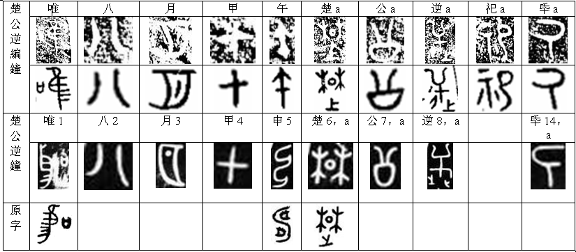 楚公逆編鐘 唯 八 月 甲 午 楚a 公a 逆a 祀a 氒a
楚公逆鐘 唯1 八2 月3 甲4 申5 楚6，a 公7，a 逆8，a 氒14，a
原字